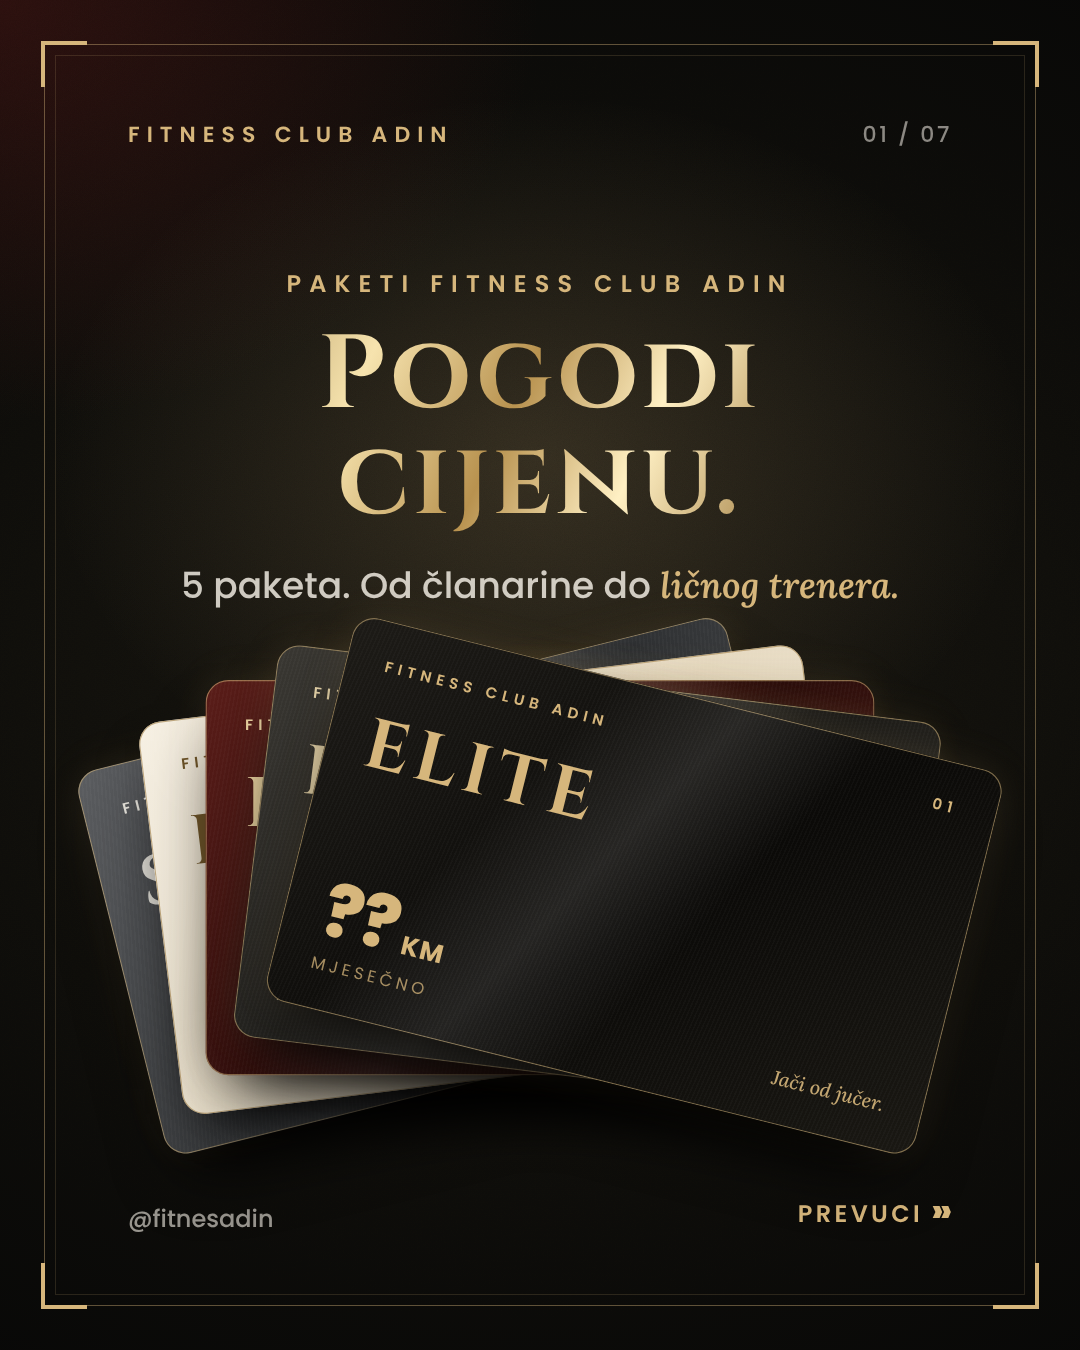 FITNESS CLUB ADIN
01 / 07
PAKETI FITNESS CLUB ADIN
POGODI
CIJENU.
5 paketa. Od članarine do ličnog trenera.
FITNESS CLUB ADIN
ELITE
01
?? KM
MJESEČNO
Jači od jučer.
@fitnesadin
PREVUCI »